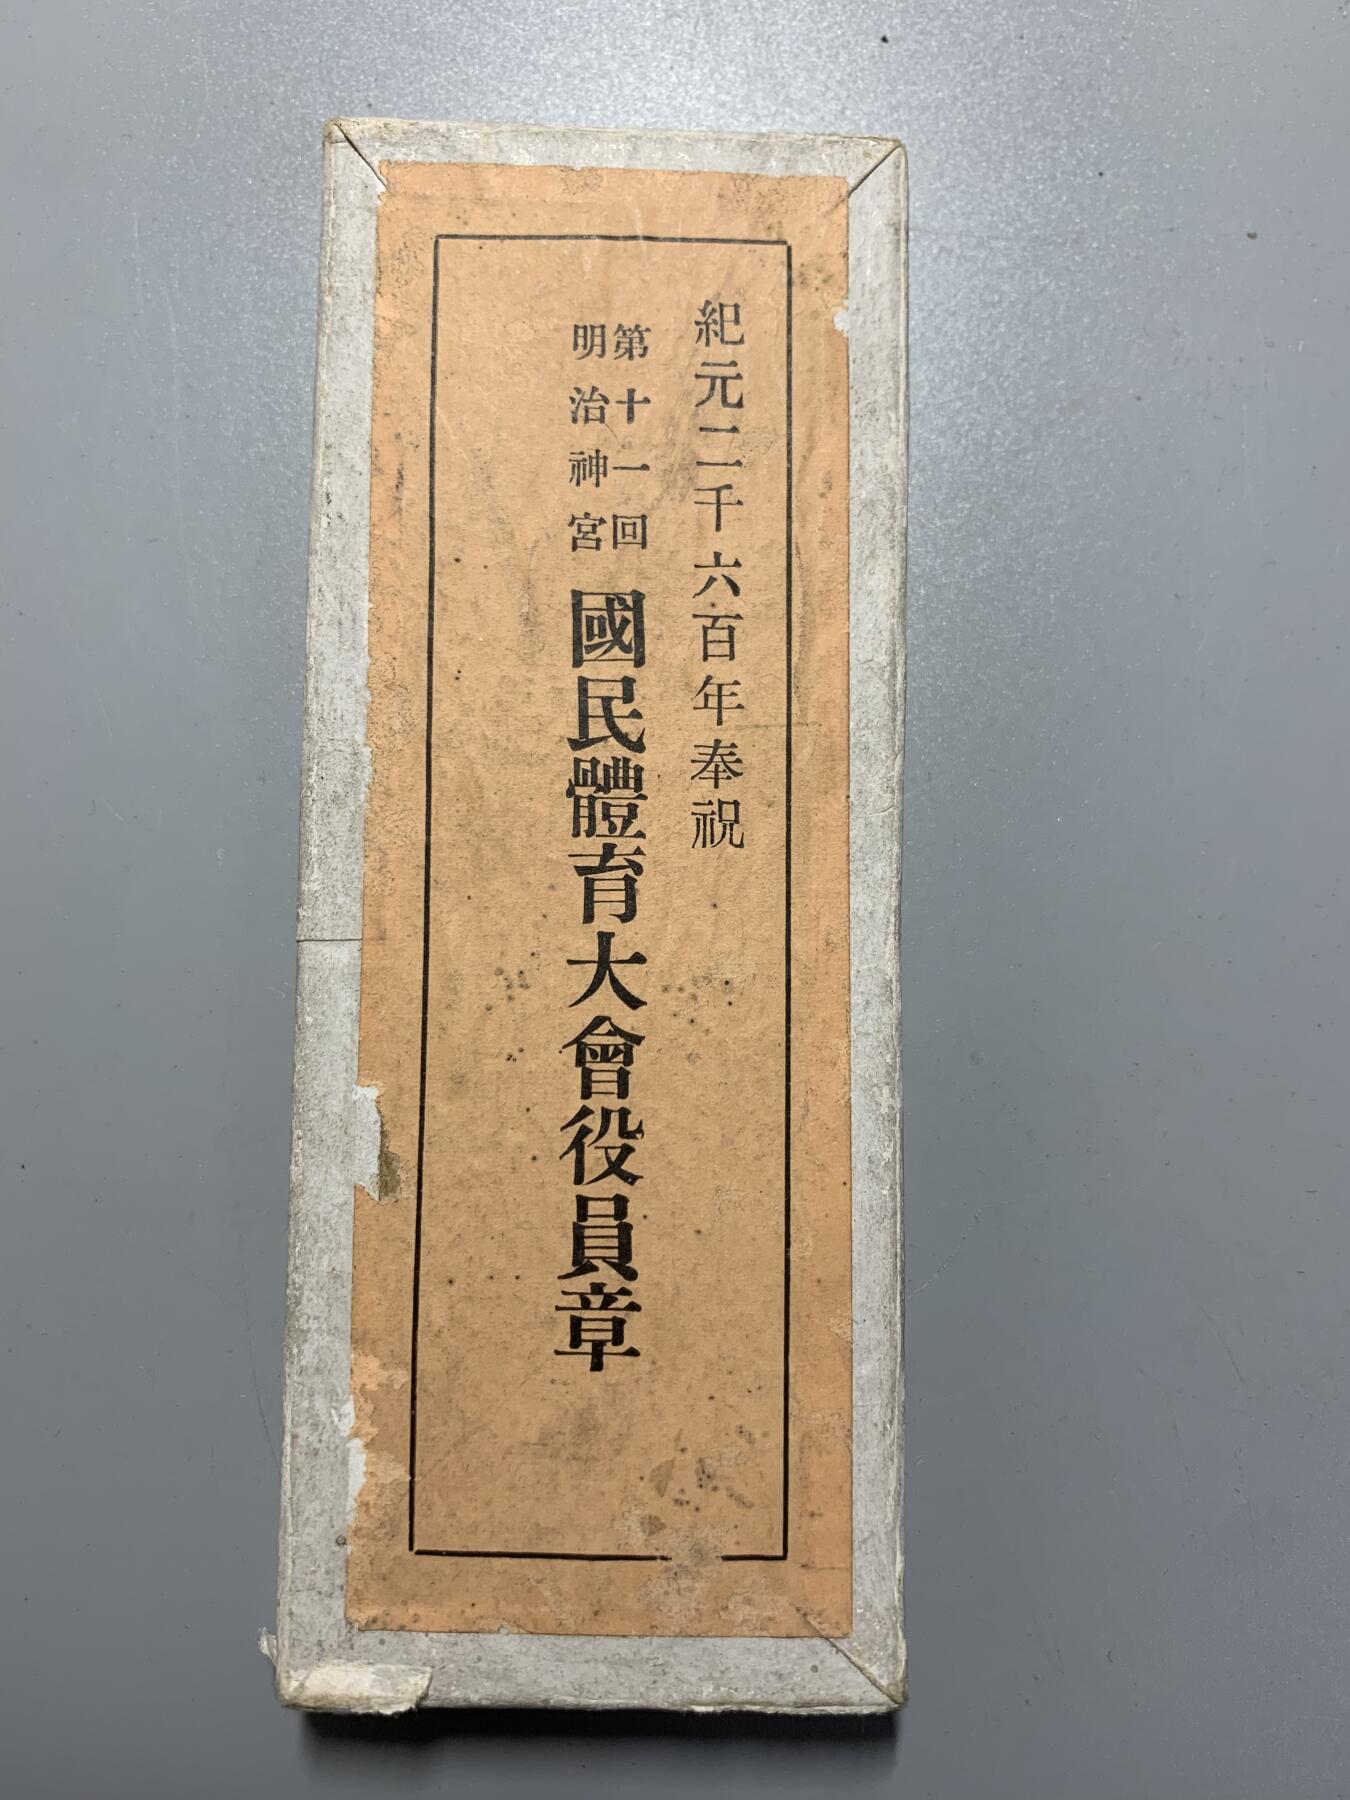 紀元二千六百年奉祝
第十一回
明治神宮
國民體育大會役員章